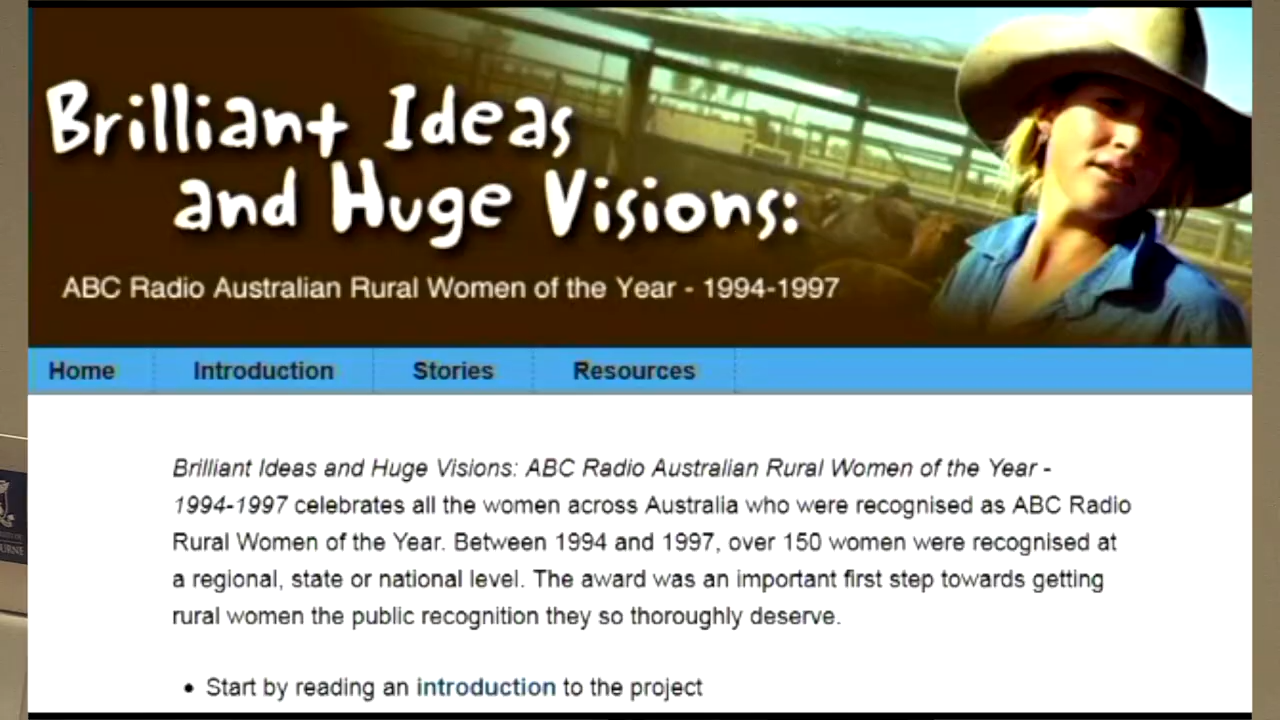 Brilliant Ideas
and Huge Visions:
ABC Radio Australian Rural Women of the Year - 1994-1997
Home Introduction Stories Resources
Brilliant Ideas and Huge Visions: ABC Radio Australian Rural Women of the Year -
1994-1997 celebrates all the women across Australia who were recognised as ABC Radio
Rural Women of the Year. Between 1994 and 1997, over 150 women were recognised at
a regional, state or national level. The award was an important first step towards getting
rural women the public recognition they so thoroughly deserve.
• Start by reading an introduction to the project